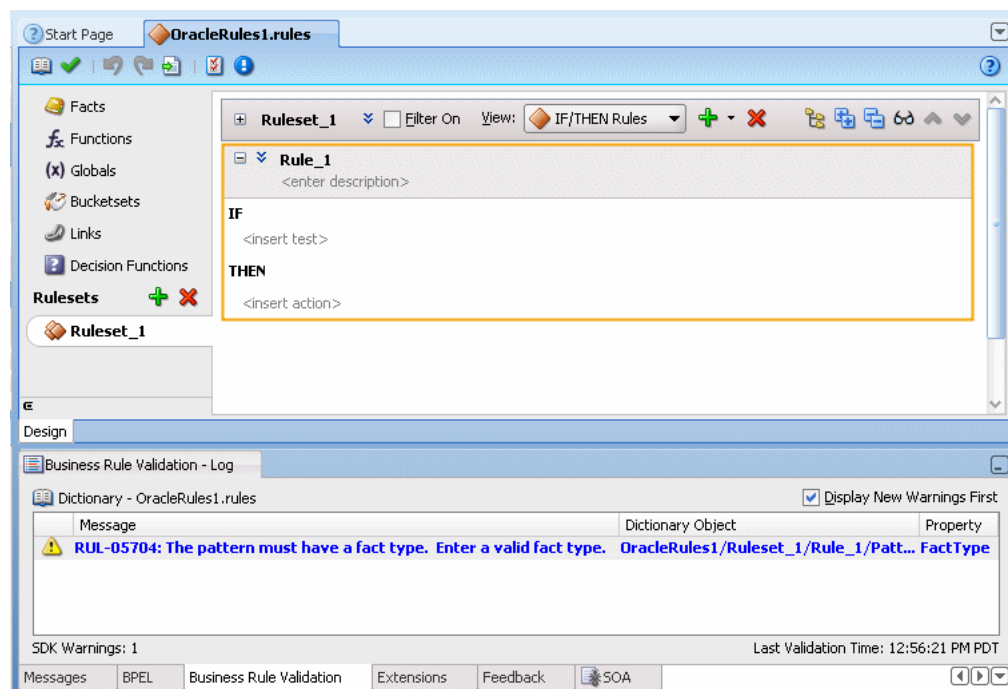 Start Page
OracleRules1.rules
Facts
fx Functions
(x) Globals
Bucketsets
Links
Decision Functions
Rulesets
Ruleset_1
Ruleset_1 Filter On View: IF/THEN Rules
Rule_1
<enter description>
IF
<insert test>
THEN
<insert action>
Design
Business Rule Validation - Log
Dictionary - OracleRules1.rules Display New Warnings First
Message Dictionary Object Property
RUL-05704: The pattern must have a fact type. Enter a valid fact type. OracleRules1/Ruleset_1/Rule_1/Patt... FactType
SDK Warnings: 1 Last Validation Time: 12:56:21 PM PDT
Messages BPEL Business Rule Validation Extensions Feedback SOA